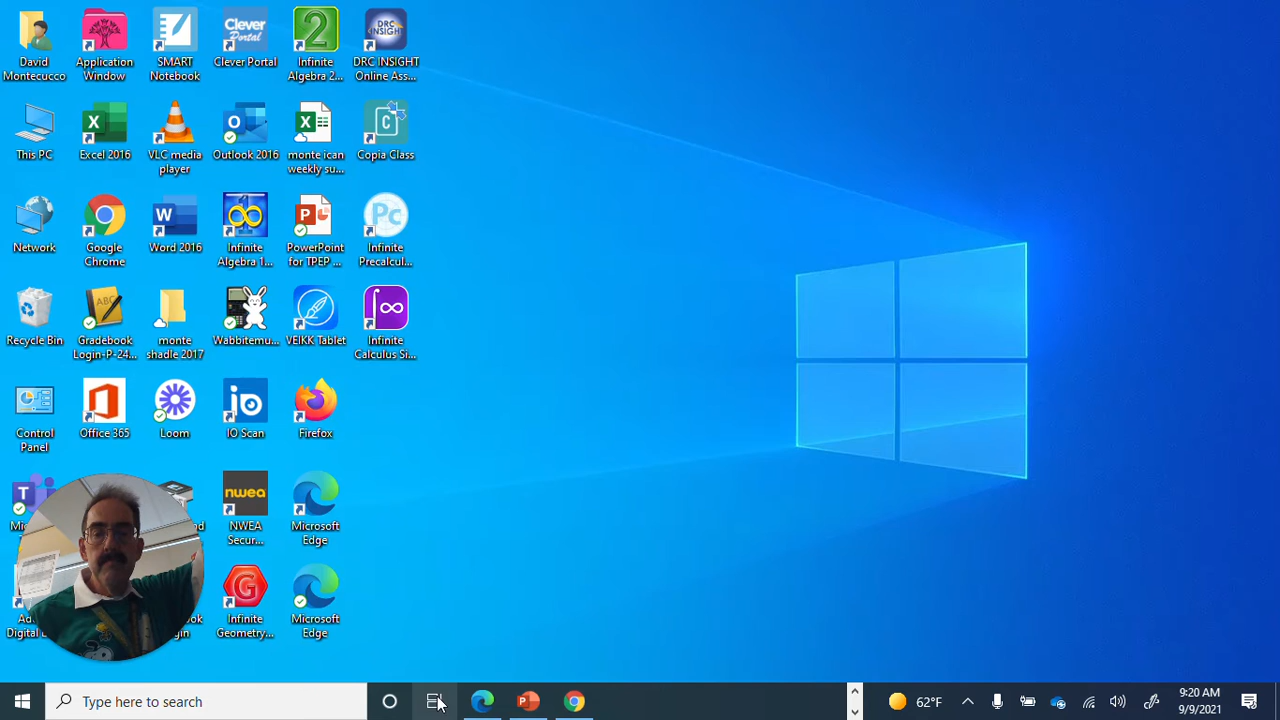 David
Montecucco
Application
Window
SMART
Notebook
Clever
Portal
Clever Portal
2
Infinite
Algebra 2...
DRC
INSIGHT
DRC INSIGHT
Online Ass...
This PC
X
Excel 2016
VLC media
player
O
Outlook 2016
X
monte ican
weekly su...
C
Copia Class
Network
Google
Chrome
W
Word 2016
Infinite
Algebra 1...
P
PowerPoint
for TPEP ...
Pc
Infinite
Precalcul...
Recycle Bin
ABC
Gradebook
Login-P-24...
monte
shadle 2017
Wabbitemu...
VEIKK Tablet
Infinite
Calculus Si...
Control
Panel
Office 365
Loom
io
IO Scan
Firefox
nwea
NWEA
Secur...
Microsoft
Edge
G
Infinite
Geometry...
Microsoft
Edge
Type here to search
62°F
9:20 AM
9/9/2021